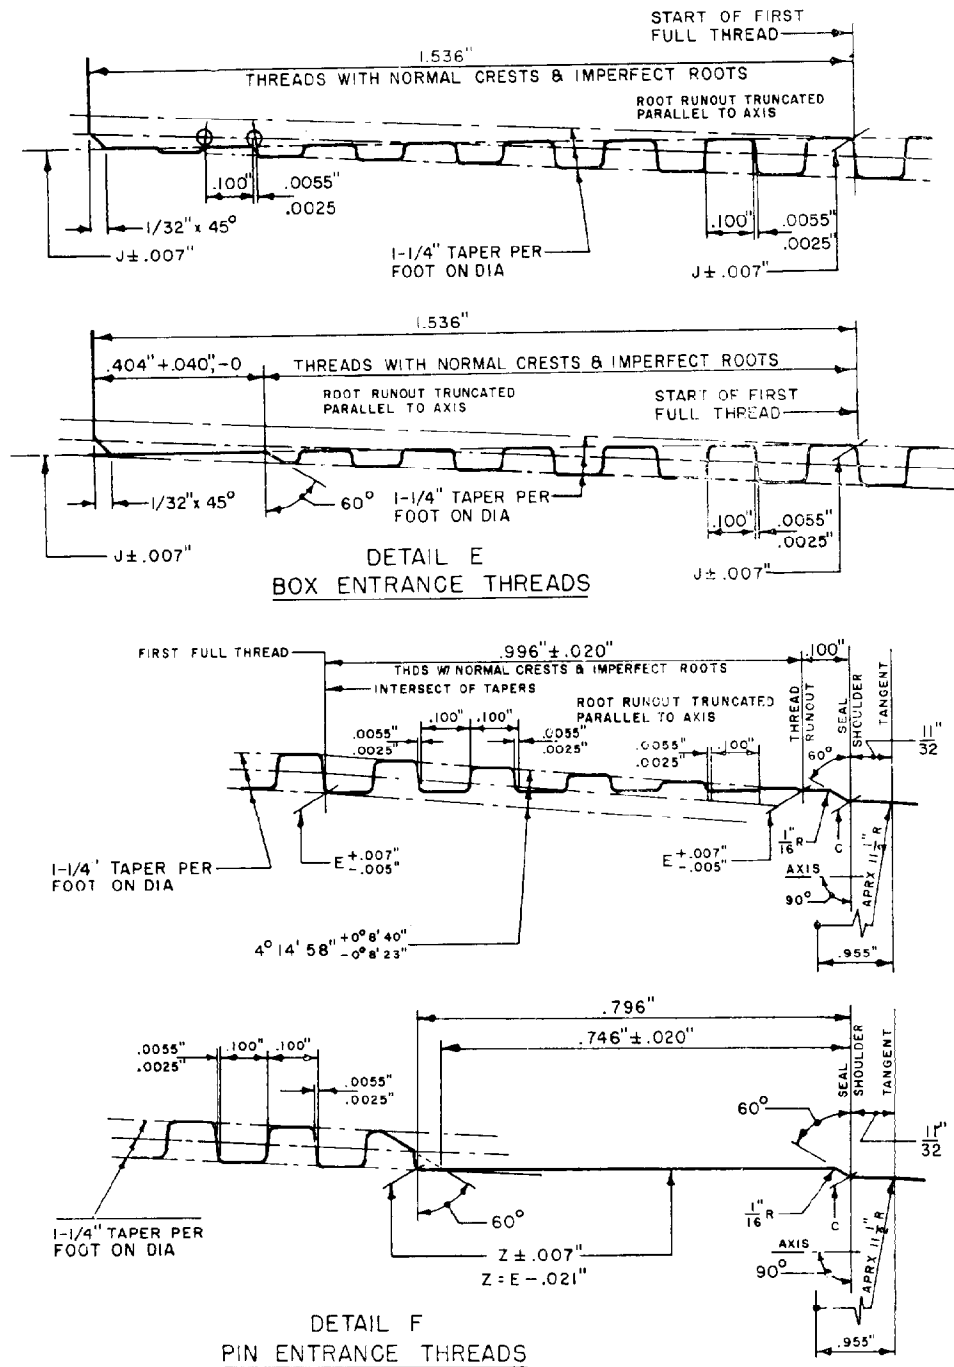 START OF FIRST
FULL THREAD
1.536"
THREADS WITH NORMAL CRESTS & IMPERFECT ROOTS
ROOT RUNOUT TRUNCATED
PARALLEL TO AXIS
.100"
.0055"
.0025
1/32" x 45°
J±.007"
1-1/4" TAPER PER
FOOT ON DIA
.100"
.0055"
.0025"
J±.007"
1.536"
.404" +.040",-0
THREADS WITH NORMAL CRESTS & IMPERFECT ROOTS
ROOT RUNOUT TRUNCATED
PARALLEL TO AXIS
START OF FIRST
FULL THREAD
1/32" x 45°
60°
1-1/4" TAPER PER
FOOT ON DIA
.100"
.0055"
.0025"
J±.007"
J±.007"
DETAIL E
BOX ENTRANCE THREADS
FIRST FULL THREAD
.996"±.020"
.100"
THDS W/ NORMAL CRESTS & IMPERFECT ROOTS
INTERSECT OF TAPERS
ROOT RUNOUT TRUNCATED
PARALLEL TO AXIS
THREAD
RUNOUT
SEAL
SHOULDER
TANGENT
11"
32
.0055"
.0025"
.100"
.100"
.0055"
.0025"
.0055"
.0025"
.100"
60°
1-1/4' TAPER PER
FOOT ON DIA
E +.007"
-.005"
E +.007"
-.005"
1"
16 R
C
AXIS
90°
APRX 11 R
4° 14' 58" +0° 8' 40"
-0° 8' 23"
.955"
.796"
.746"±.020"
SEAL
SHOULDER
TANGENT
.0055"
.0025"
.100"
.100"
.0055"
.0025"
60°
11"
32
1-1/4" TAPER PER
FOOT ON DIA
60°
1"
16 R
C
Z ±.007"
Z = E -.021"
AXIS
90°
APRX 11 R
.955"
DETAIL F
PIN ENTRANCE THREADS